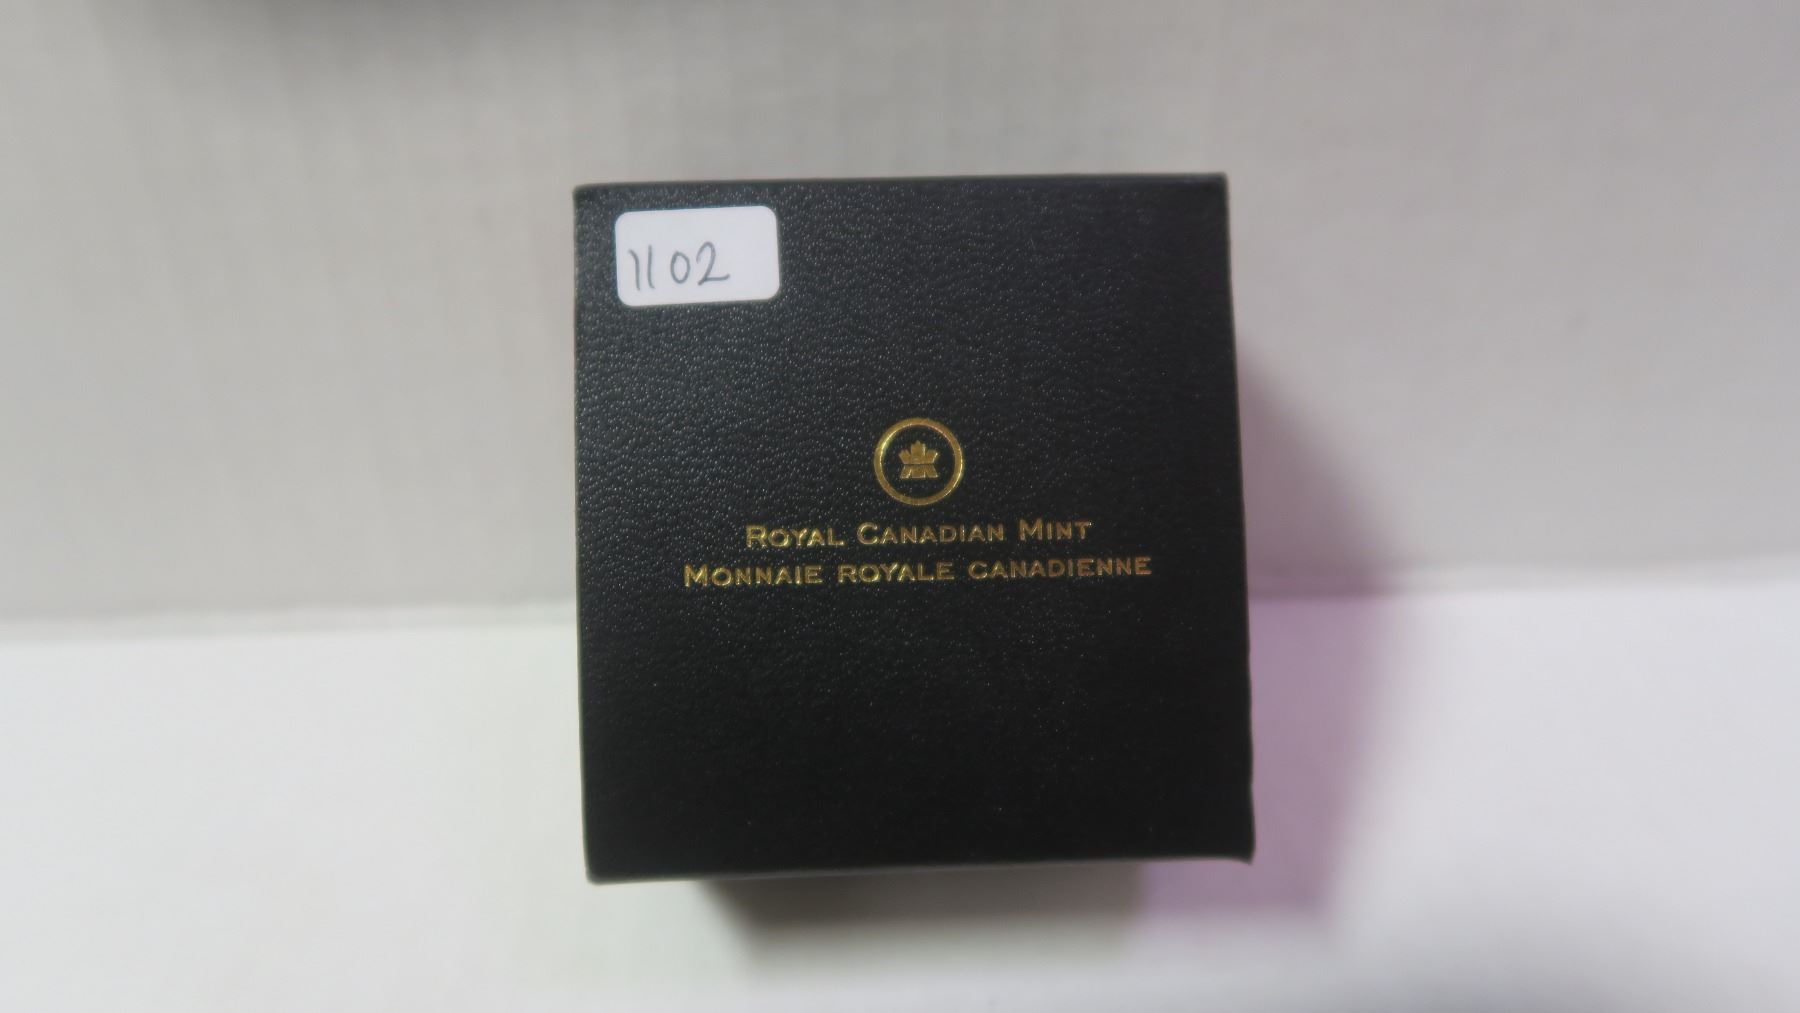 1102
ROYAL CANADIAN MINT
MONNAIE ROYALE CANADIENNE